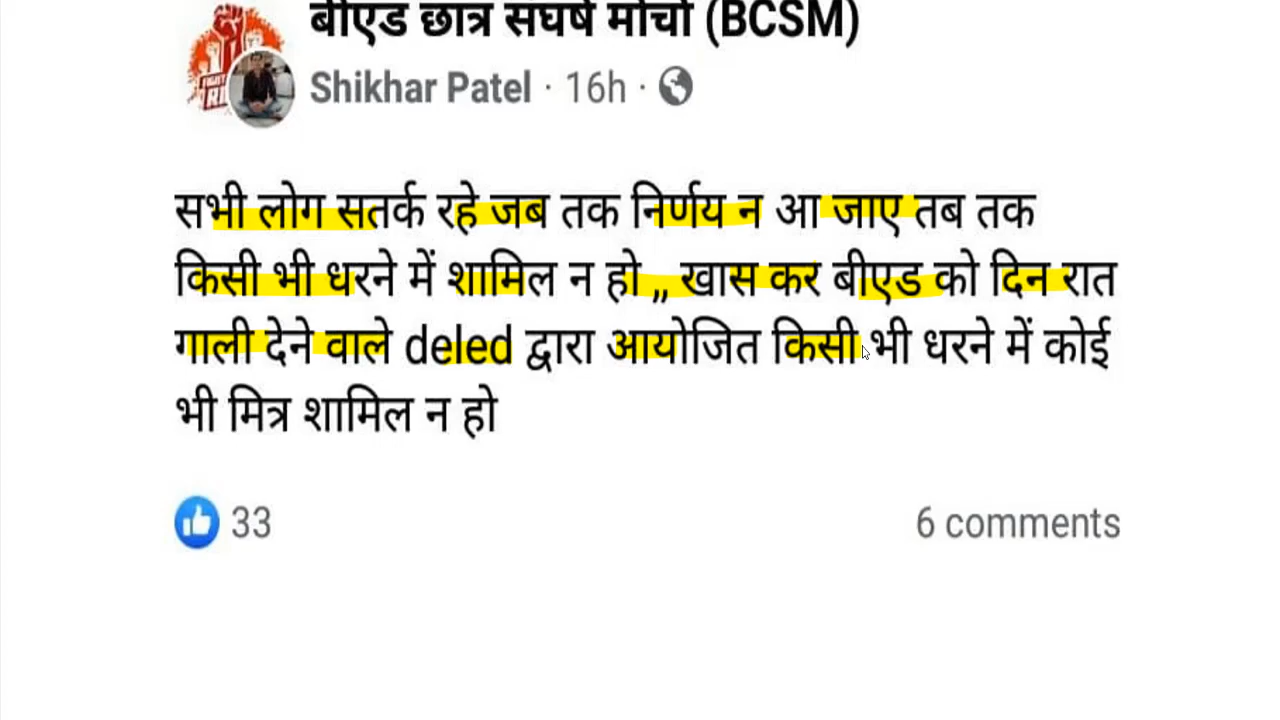 बीएड छात्र संघर्ष मोर्चा (BCSM)
Shikhar Patel · 16h ·
सभी लोग सतर्क रहे जब तक निर्णय न आ जाए तब तक
किसी भी धरने में शामिल न हो ,, खास कर बीएड को दिन रात
गाली देने वाले deled द्वारा आयोजित किसी भी धरने में कोई
भी मित्र शामिल न हो
33
6 comments